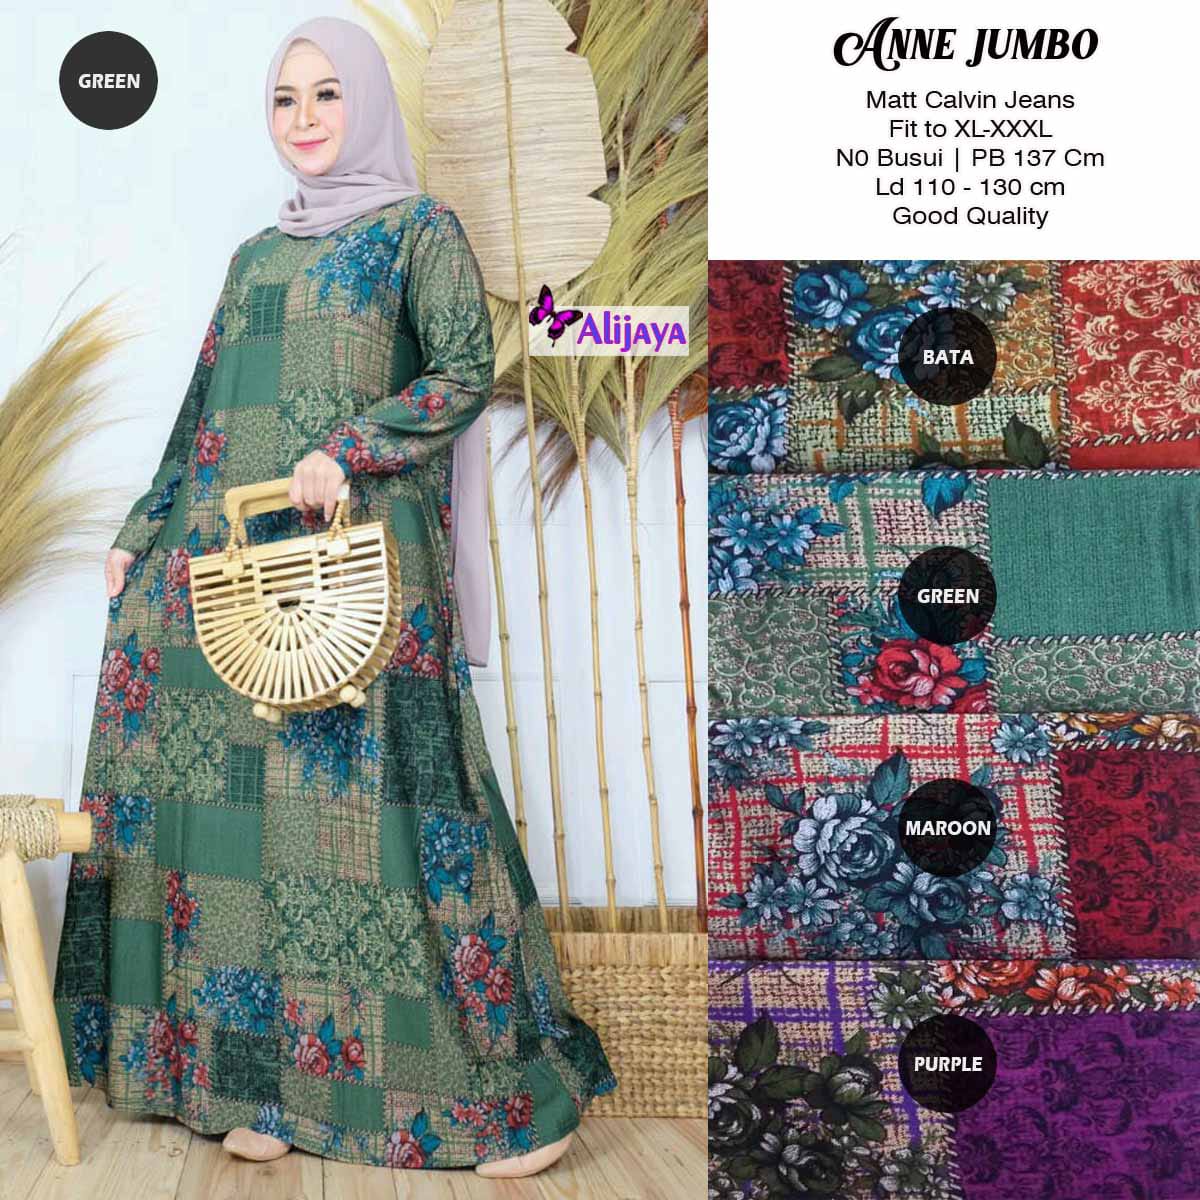 GREEN
Alijaya
ANNE JUMBO
Matt Calvin Jeans
Fit to XL-XXXL
N0 Busui | PB 137 Cm
Ld 110 - 130 cm
Good Quality
BATA
GREEN
MAROON
PURPLE